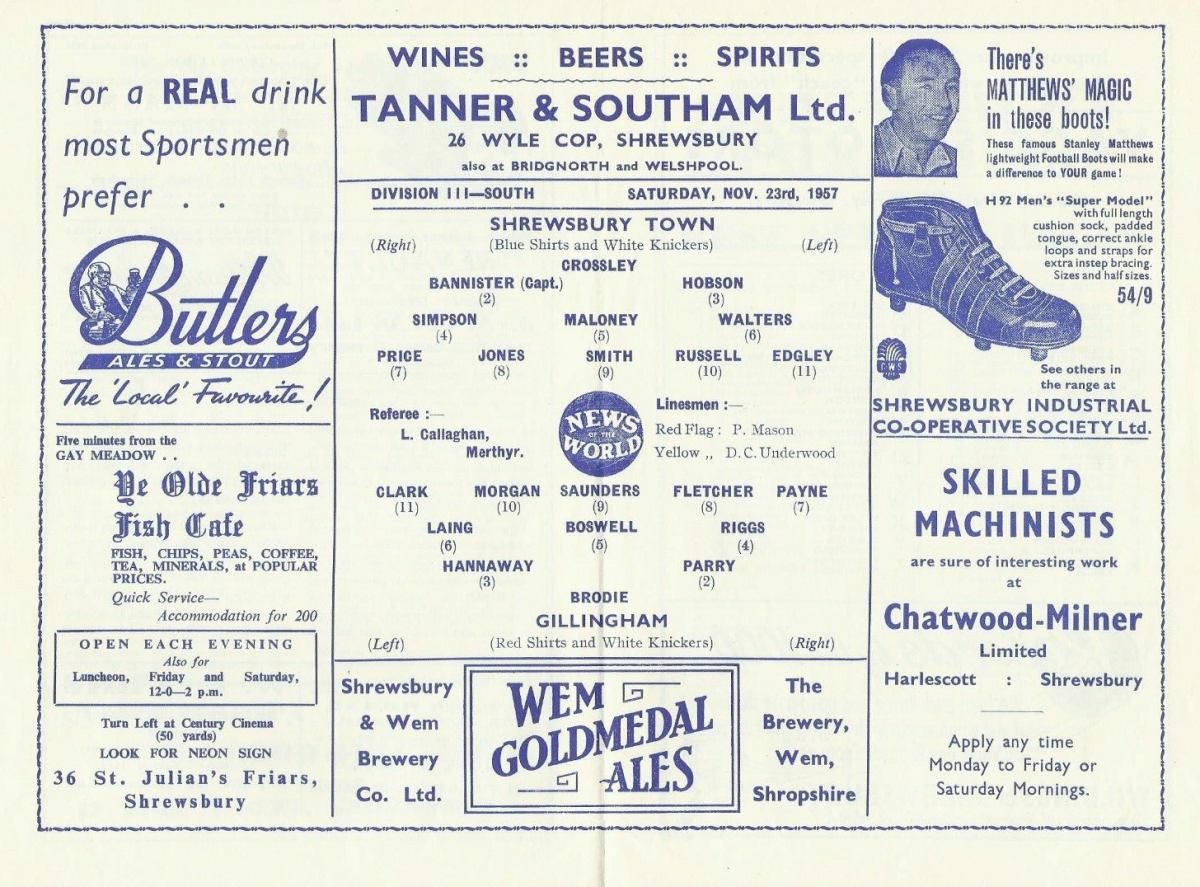 For a REAL drink
most Sportsmen
prefer . .
Butlers
ALES & STOUT
The 'Local' Favourite!
Five minutes from the
GAY MEADOW . .
Ye Olde Friars
Fish Cafe
FISH, CHIPS, PEAS, COFFEE,
TEA, MINERALS, at POPULAR
PRICES.
Quick Service—
Accommodation for 200
OPEN EACH EVENING
Also for
Luncheon, Friday and Saturday,
12-0—2 p.m.
Turn Left at Century Cinema
(50 yards)
LOOK FOR NEON SIGN
36 St. Julian's Friars,
Shrewsbury
WINES :: BEERS :: SPIRITS
TANNER & SOUTHAM Ltd.
26 WYLE COP, SHREWSBURY
also at BRIDGNORTH and WELSHPOOL.
DIVISION III—SOUTH SATURDAY, NOV. 23rd, 1957
SHREWSBURY TOWN
(Right) (Blue Shirts and White Knickers) (Left)
CROSSLEY
BANNISTER (Capt.) HOBSON
(2) (3)
SIMPSON MALONEY WALTERS
(4) (5) (6)
PRICE JONES SMITH RUSSELL EDGLEY
(7) (8) (9) (10) (11)
Referee :—
L. Callaghan,
Merthyr.
NEWS
OF THE
WORLD
Linesmen :—
Red Flag : P. Mason
Yellow ,, D. C. Underwood
CLARK MORGAN SAUNDERS FLETCHER PAYNE
(11) (10) (9) (8) (7)
LAING BOSWELL RIGGS
(6) (5) (4)
HANNAWAY PARRY
(3) (2)
BRODIE
GILLINGHAM
(Left) (Red Shirts and White Knickers) (Right)
Shrewsbury
& Wem
Brewery
Co. Ltd.
WEM
GOLD MEDAL
ALES
The
Brewery,
Wem,
Shropshire
There's
MATTHEWS' MAGIC
in these boots!
These famous Stanley Matthews
lightweight Football Boots will make
a difference to YOUR game!
H 92 Men's "Super Model"
with full length
cushion sock, padded
tongue, correct ankle
loops and straps for
extra instep bracing.
Sizes and half sizes.
54/9
CWS
See others in
the range at
SHREWSBURY INDUSTRIAL
CO-OPERATIVE SOCIETY Ltd.
SKILLED
MACHINISTS
are sure of interesting work
at
Chatwood-Milner
Limited
Harlescott : Shrewsbury
Apply any time
Monday to Friday or
Saturday Mornings.